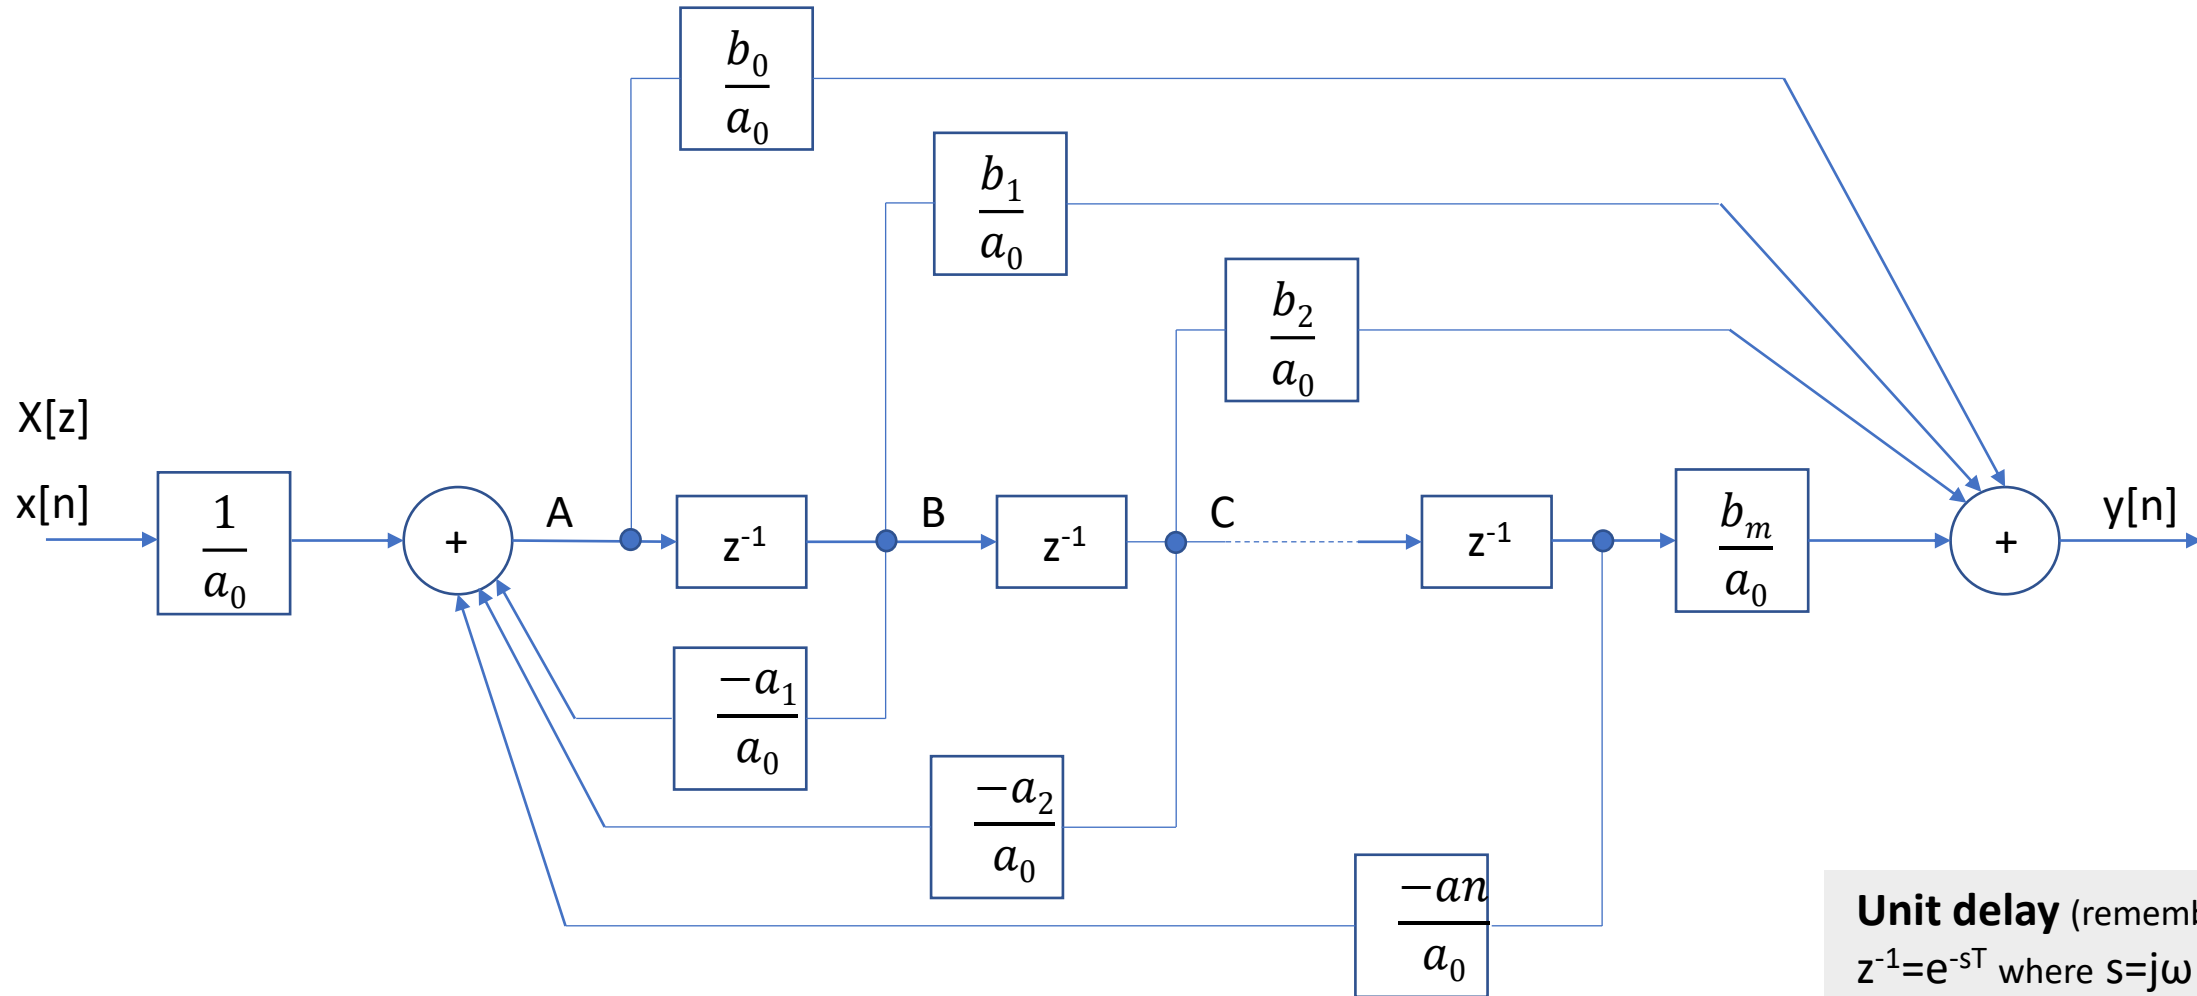 b₀
a₀
b₁
a₀
b₂
a₀
X[z]
x[n]
1
a₀
+
A
z⁻¹
B
z⁻¹
C
z⁻¹
bₘ
a₀
+
y[n]
−a₁
a₀
−a₂
a₀
−an
a₀
Unit delay
z⁻¹=e⁻ˢᵀ where s=jω